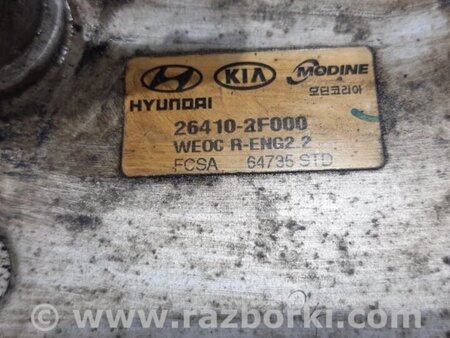 HYUNDAI KIA MODINE
모딘코리아
26410-2F000
WEOC R-ENG2.2
FCSA 64735 STD
© www.razborki.com